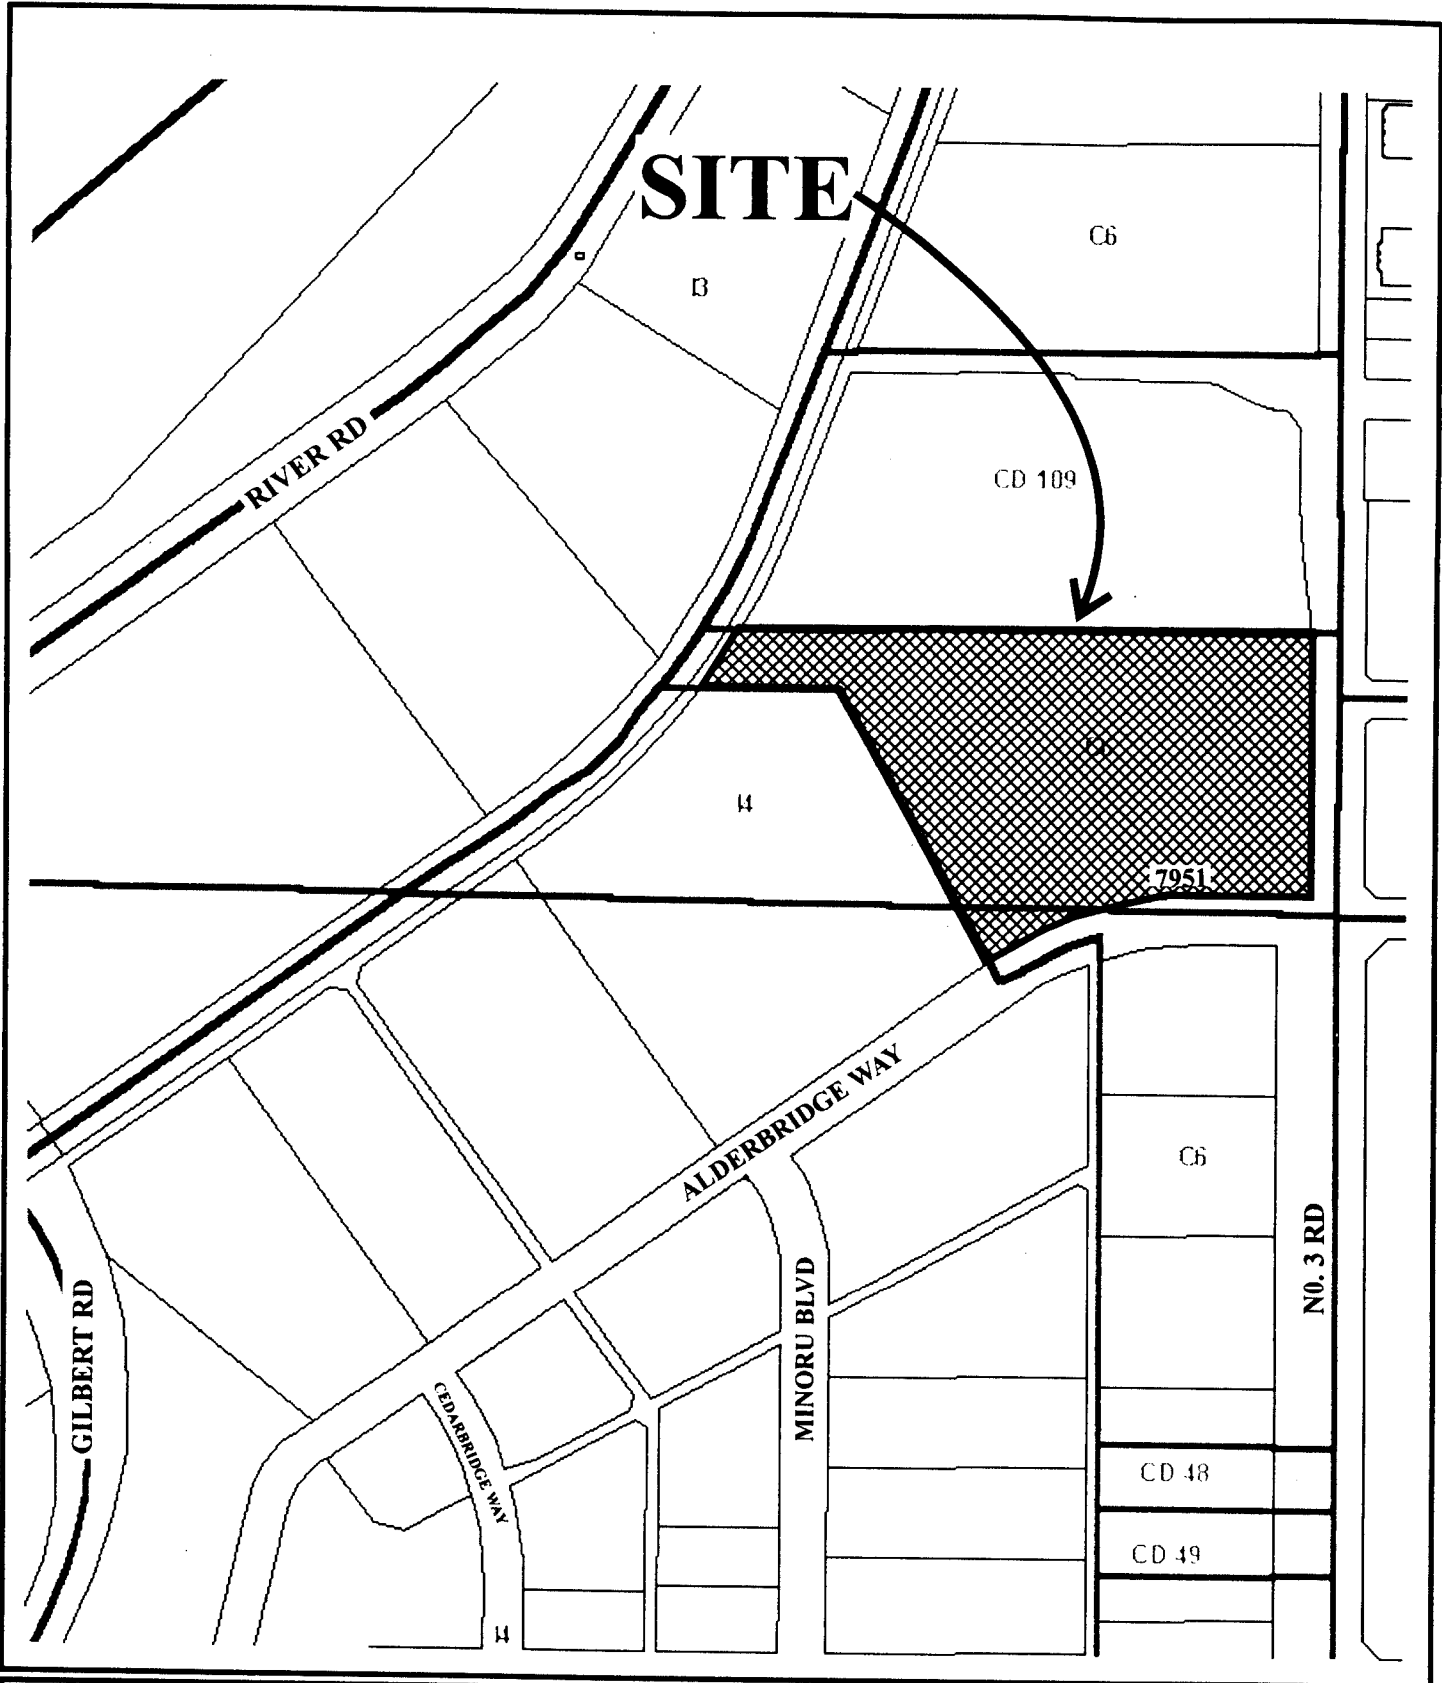 SITE
C6
I3
RIVER RD
CD 109
I4
7951
ALDERBRIDGE WAY
C6
N0. 3 RD
MINORU BLVD
GILBERT RD
CEDARBRIDGE WAY
CD 48
CD 49
I4